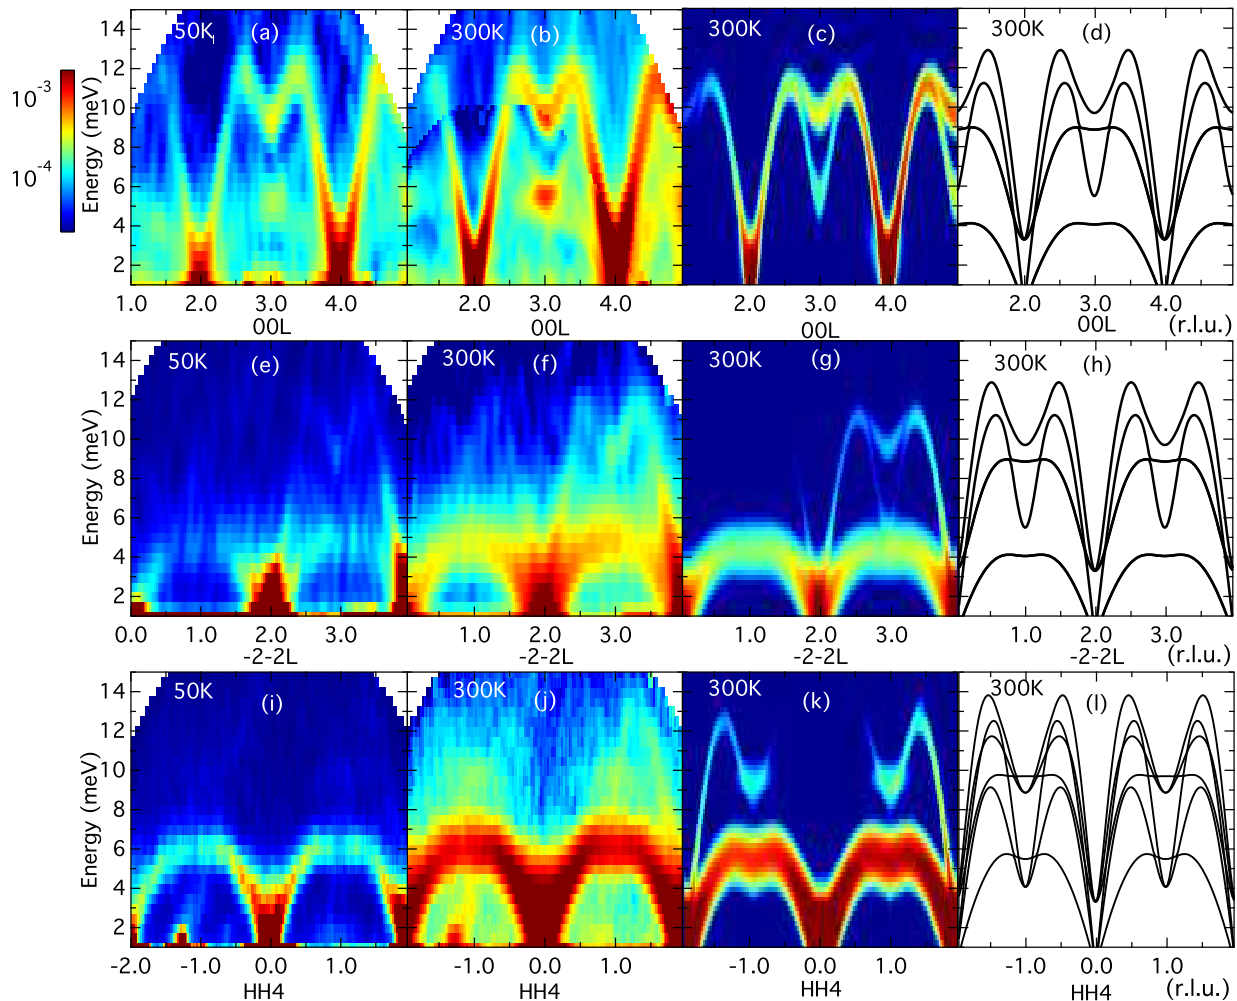 14 50K (a) 300K (b) 300K (c) 300K (d)
12
10⁻³ 10
8
10⁻⁴
6
4
2
Energy (meV)
1.0 2.0 3.0 4.0 2.0 3.0 4.0 2.0 3.0 4.0 2.0 3.0 4.0
00L 00L 00L 00L (r.l.u.)
14 50K (e) 300K (f) 300K (g) 300K (h)
12
10
8
6
4
2
Energy (meV)
0.0 1.0 2.0 3.0 1.0 2.0 3.0 1.0 2.0 3.0 1.0 2.0 3.0
-2-2L -2-2L -2-2L -2-2L (r.l.u.)
14 50K (i) 300K (j) 300K (k) 300K (l)
12
10
8
6
4
2
Energy (meV)
-2.0 -1.0 0.0 1.0 -1.0 0.0 1.0 -1.0 0.0 1.0 -1.0 0.0 1.0
HH4 HH4 HH4 HH4 (r.l.u.)